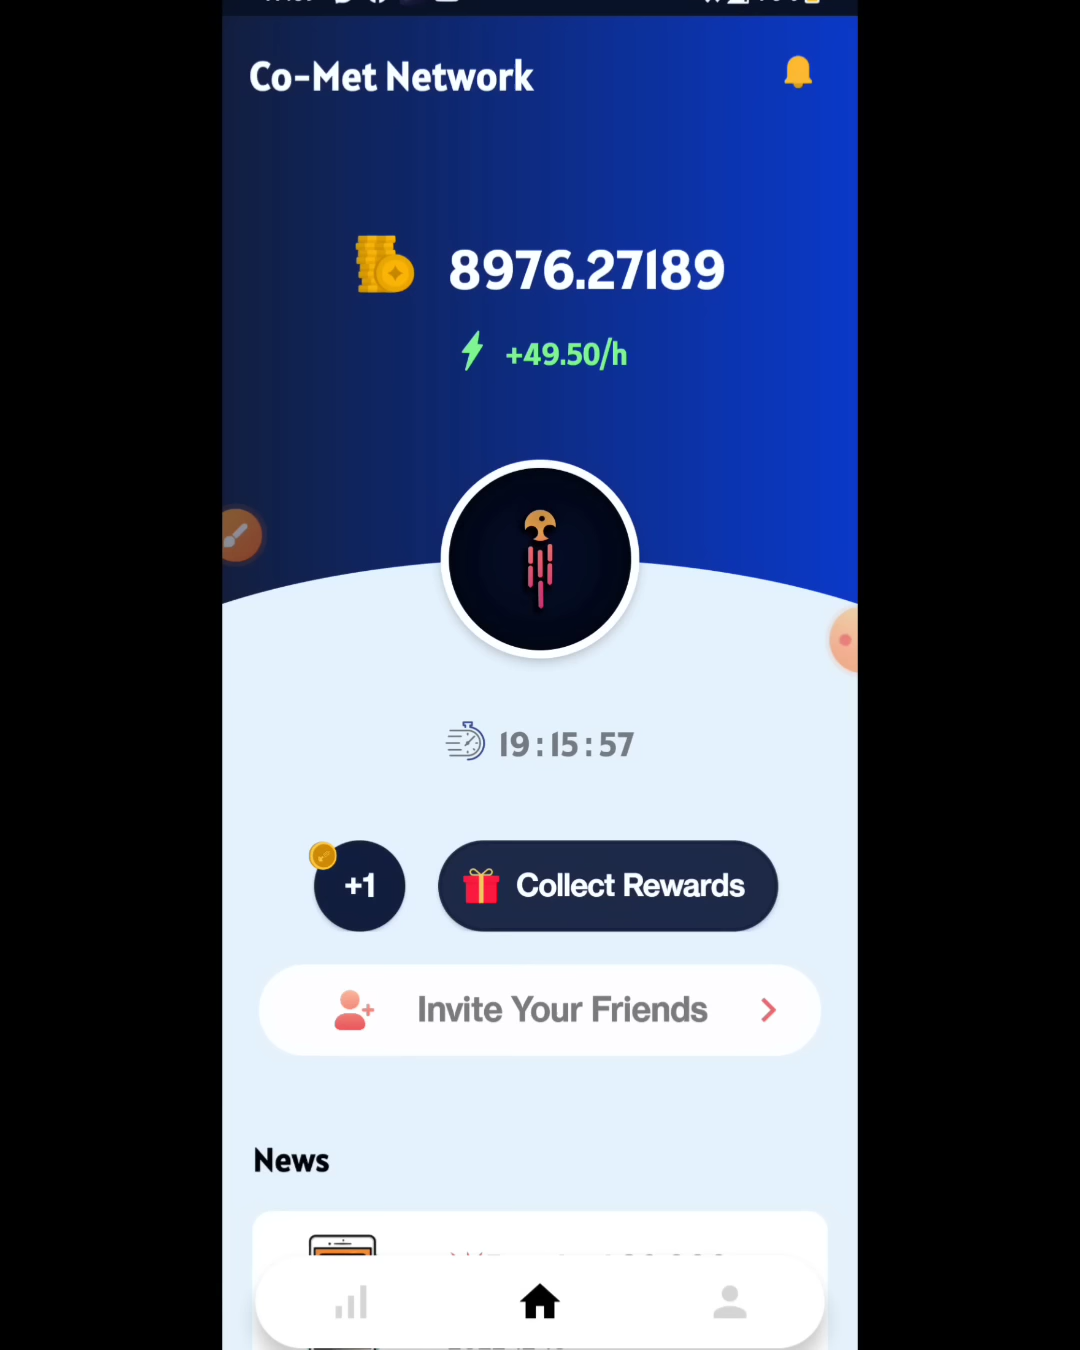 Co-Met Network
8976.27189
+49.50/h
19:15:57
+1
Collect Rewards
Invite Your Friends
News